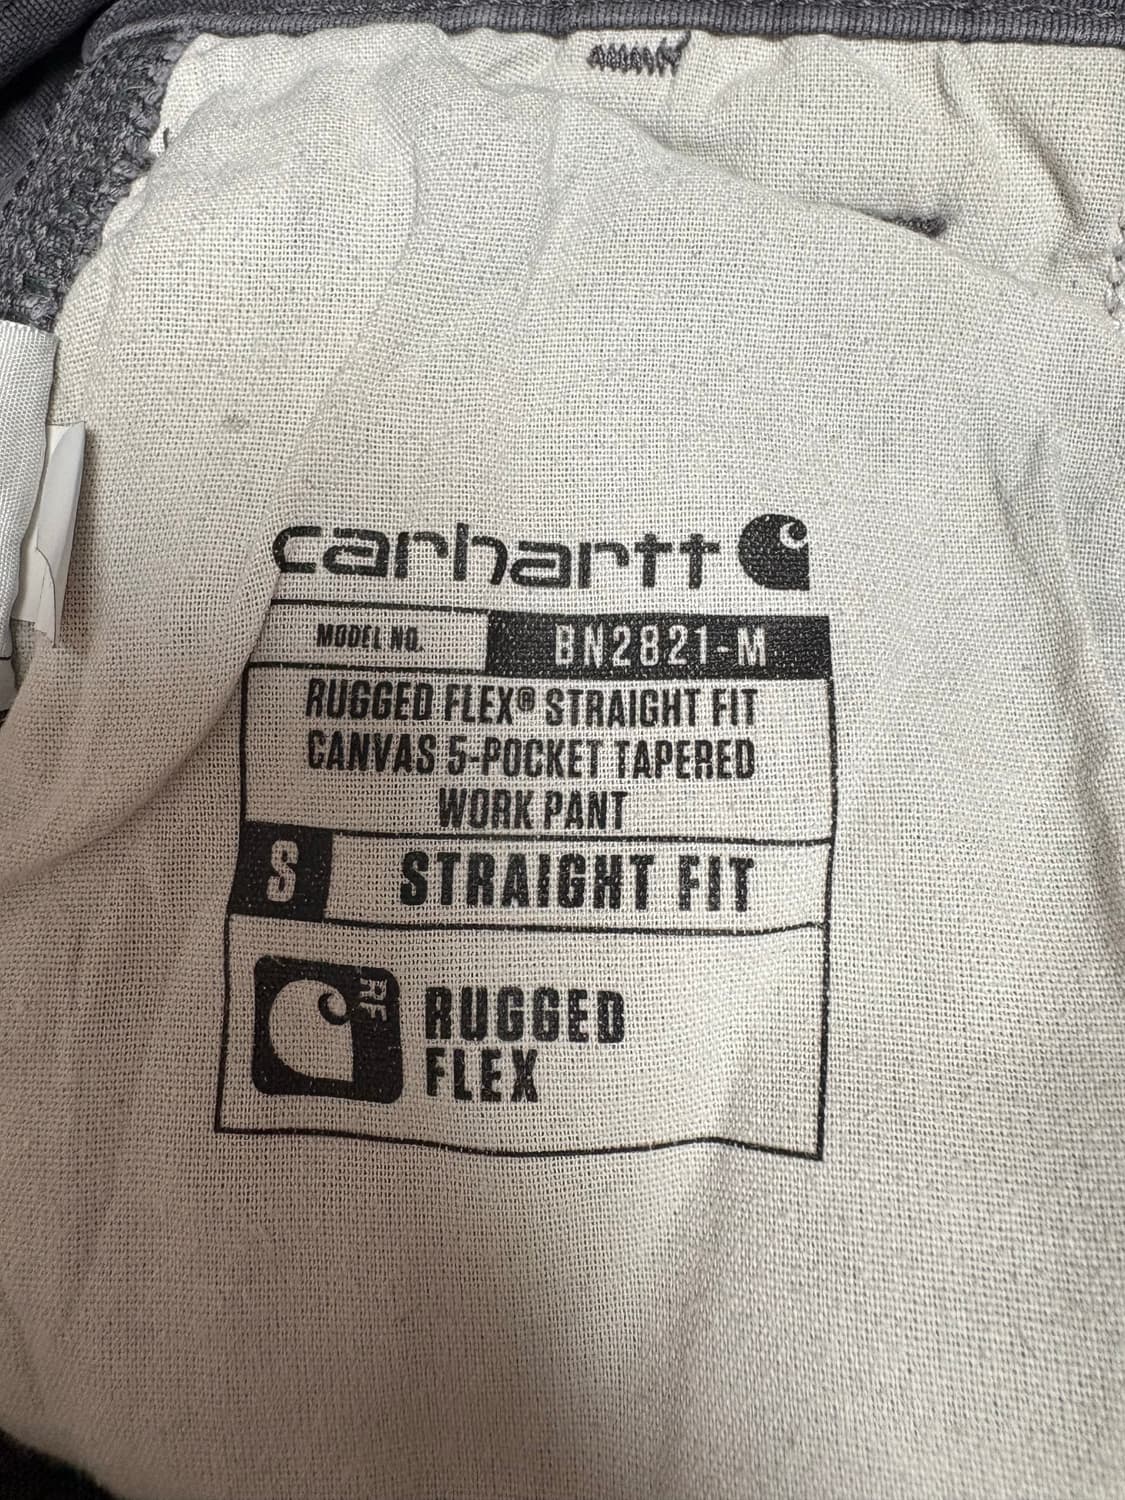 carhartt
MODEL NO. BN2821-M
RUGGED FLEX® STRAIGHT FIT
CANVAS 5-POCKET TAPERED
WORK PANT
S STRAIGHT FIT
RF
RUGGED
FLEX